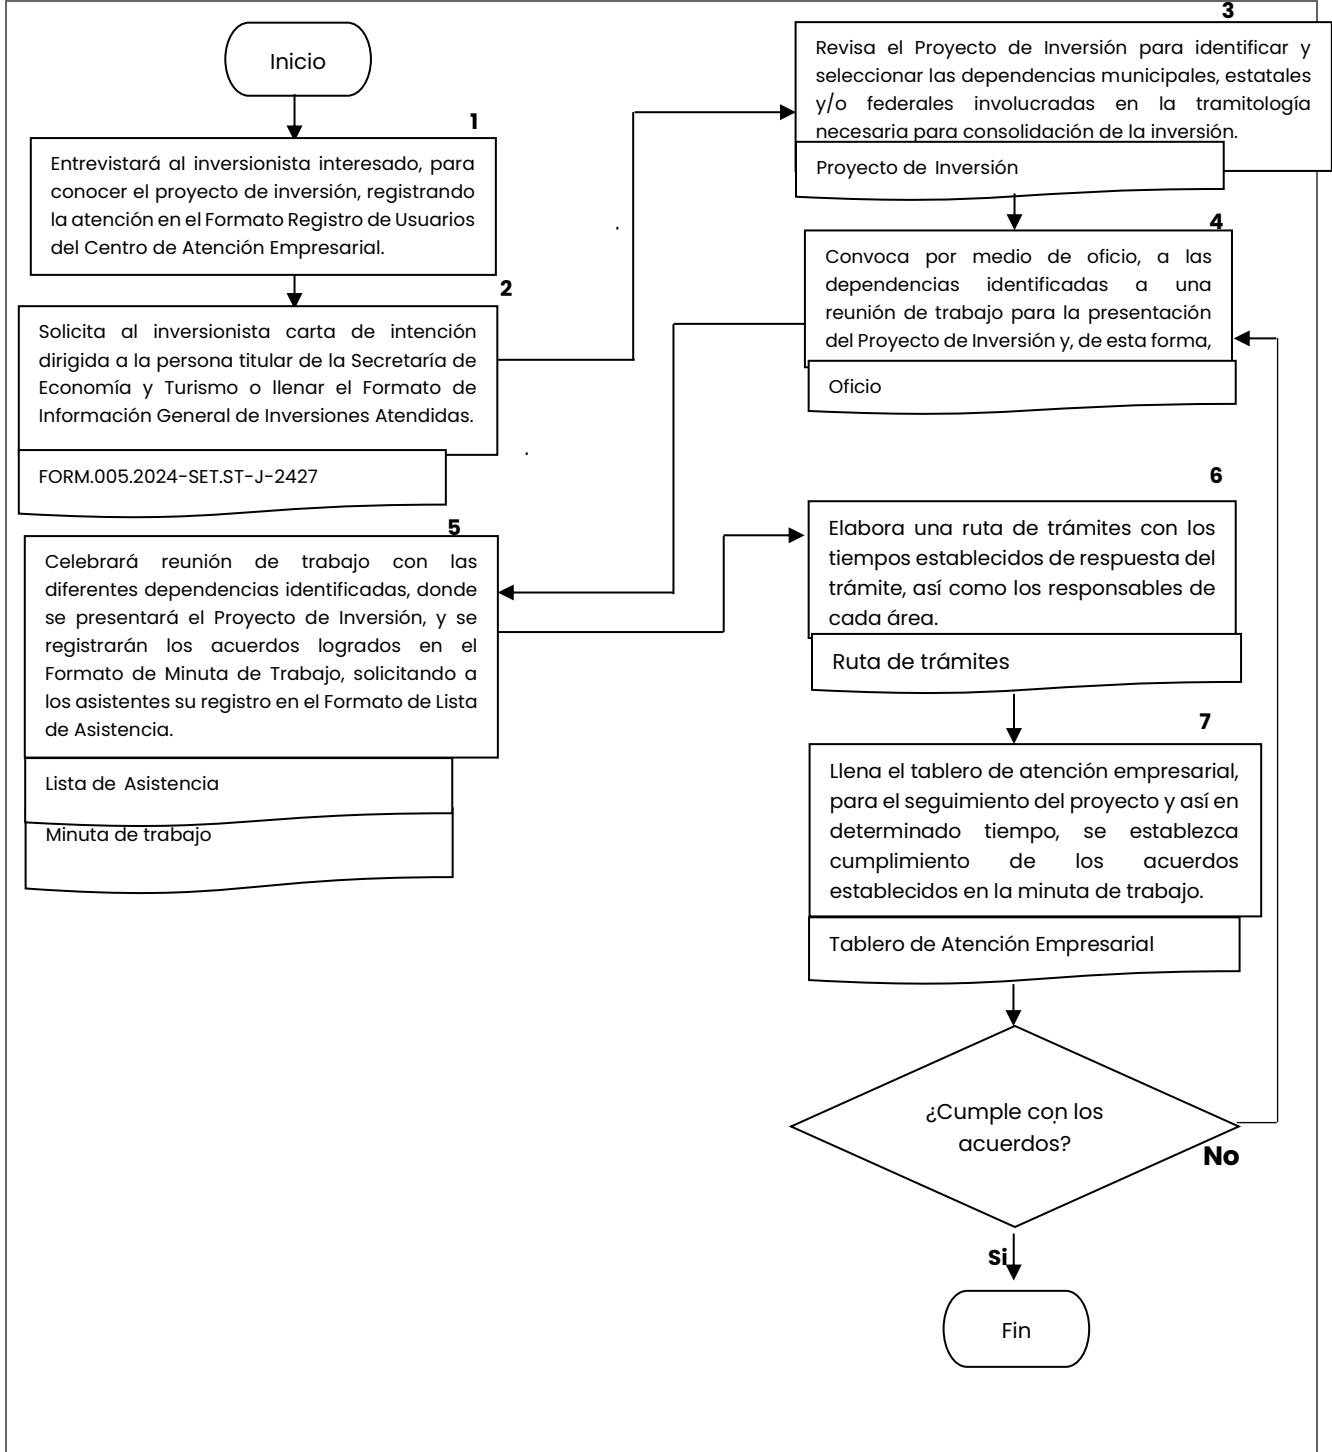 Inicio
1
Entrevistará al inversionista interesado, para
conocer el proyecto de inversión, registrando
la atención en el Formato Registro de Usuarios
del Centro de Atención Empresarial.
2
Solicita al inversionista carta de intención
dirigida a la persona titular de la Secretaría de
Economía y Turismo o llenar el Formato de
Información General de Inversiones Atendidas.
FORM.005.2024-SET.ST-J-2427
3
Revisa el Proyecto de Inversión para identificar y
seleccionar las dependencias municipales, estatales
y/o federales involucradas en la tramitología
necesaria para consolidación de la inversión.
Proyecto de Inversión
4
Convoca por medio de oficio, a las
dependencias identificadas a una
reunión de trabajo para la presentación
del Proyecto de Inversión y, de esta forma,
Oficio
5
Celebrará reunión de trabajo con las
diferentes dependencias identificadas, donde
se presentará el Proyecto de Inversión, y se
registrarán los acuerdos logrados en el
Formato de Minuta de Trabajo, solicitando a
los asistentes su registro en el Formato de Lista
de Asistencia.
Lista de Asistencia
Minuta de trabajo
6
Elabora una ruta de trámites con los
tiempos establecidos de respuesta del
trámite, así como los responsables de
cada área.
Ruta de trámites
7
Llena el tablero de atención empresarial,
para el seguimiento del proyecto y así en
determinado tiempo, se establezca
cumplimiento de los acuerdos
establecidos en la minuta de trabajo.
Tablero de Atención Empresarial
¿Cumple con los
acuerdos?
No
Si
Fin